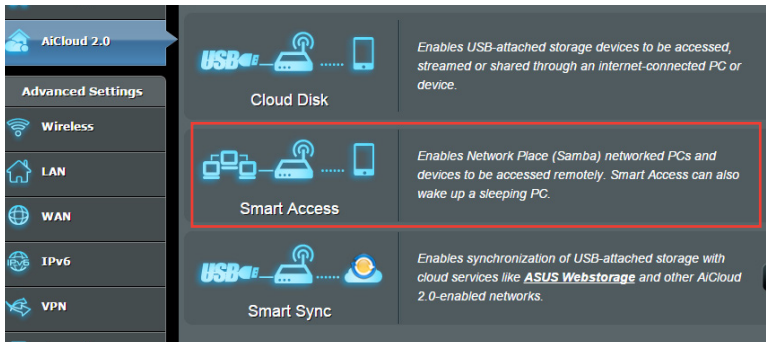 AiCloud 2.0
Advanced Settings
Wireless
LAN
WAN
IPv6
IPv6
VPN
USB
Cloud Disk
Enables USB-attached storage devices to be accessed,
streamed or shared through an internet-connected PC or
device.
Smart Access
Enables Network Place (Samba) networked PCs and
devices to be accessed remotely. Smart Access can also
wake up a sleeping PC.
USB
Smart Sync
Enables synchronization of USB-attached storage with
cloud services like ASUS Webstorage and other AiCloud
2.0-enabled networks.